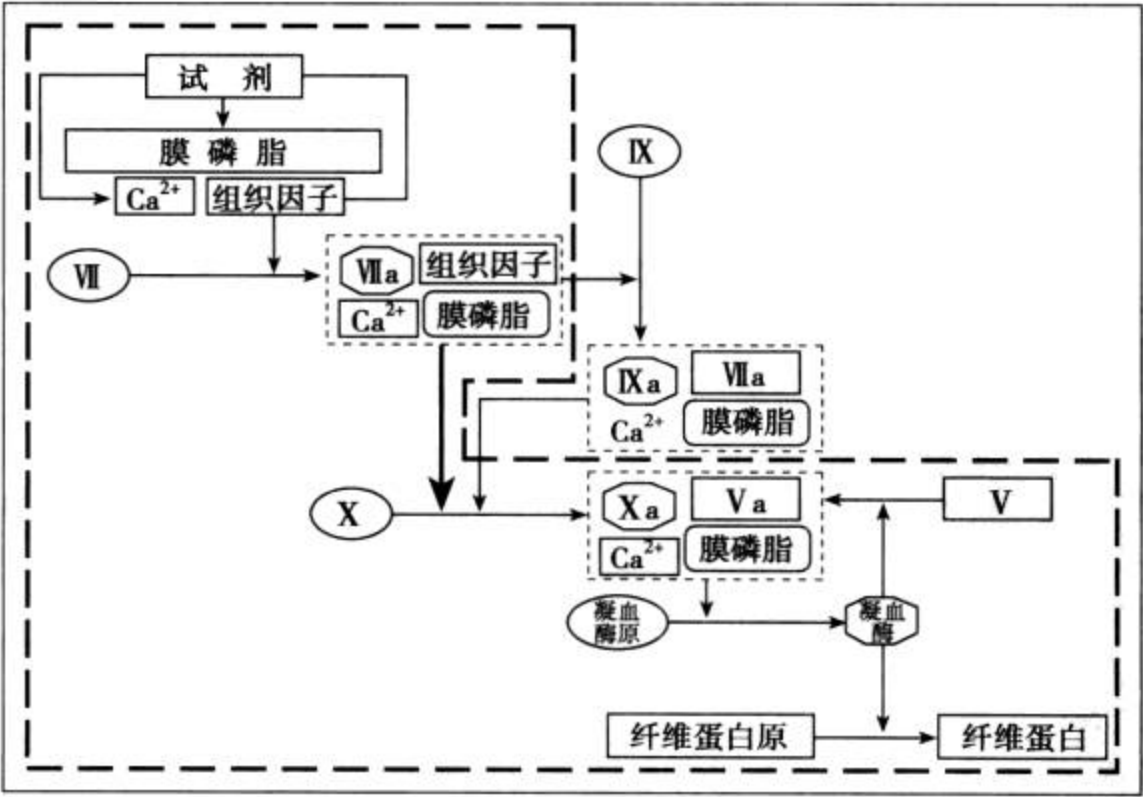 试 剂
膜 磷 脂
Ca²⁺
组织因子
Ⅸ
Ⅶ
Ⅶa
组织因子
Ca²⁺
膜磷脂
Ⅸa
Ⅶa
Ca²⁺
膜磷脂
Ⅹ
Ⅹa
Ⅴa
Ⅴ
Ca²⁺
膜磷脂
凝血
酶原
凝血
酶
纤维蛋白原
纤维蛋白